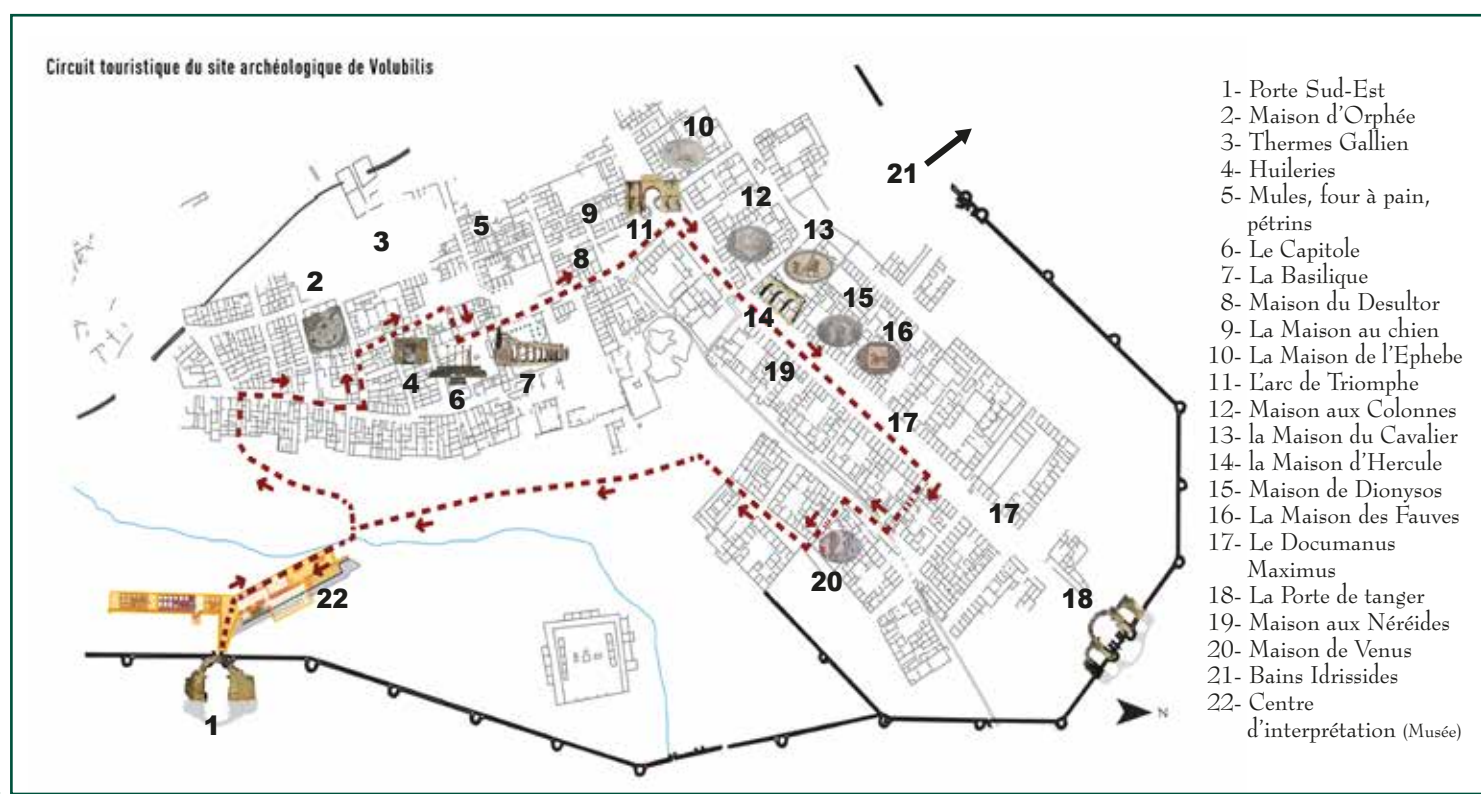 Circuit touristique du site archéologique de Volubilis
10
21
12
9
5
11
13
3
8
2
15
14
16
19
4
7
6
17
17
20
22
18
1
N
1- Porte Sud-Est
2- Maison d'Orphée
3- Thermes Gallien
4- Huileries
5- Mules, four à pain,
pétrins
6- Le Capitole
7- La Basilique
8- Maison du Desultor
9- La Maison au chien
10- La Maison de l'Ephebe
11- L'arc de Triomphe
12- Maison aux Colonnes
13- la Maison du Cavalier
14- la Maison d'Hercule
15- Maison de Dionysos
16- La Maison des Fauves
17- Le Documanus
Maximus
18- La Porte de tanger
19- Maison aux Néréides
20- Maison de Venus
21- Bains Idrissides
22- Centre
d'interprétation (Musée)